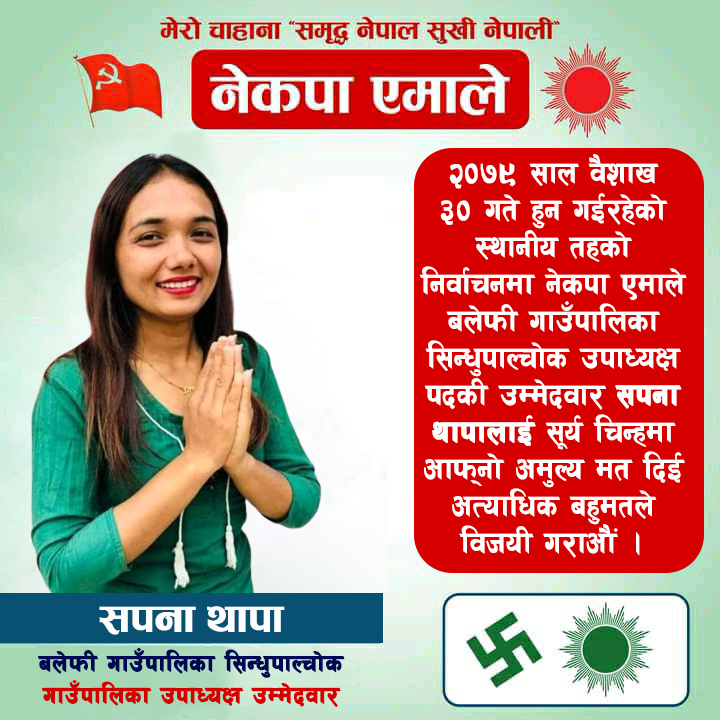 मेरो चाहाना "समृद्ध नेपाल सुखी नेपाली"
नेकपा एमाले
२०७९ साल वैशाख
३० गते हुन गईरहेको
स्थानीय तहको
निर्वाचनमा नेकपा एमाले
बलेफी गाउँपालिका
सिन्धुपाल्चोक उपाध्यक्ष
पदकी उम्मेदवार सपना
थापालाई सूर्य चिन्हमा
आफ्नो अमुल्य मत दिई
अत्याधिक बहुमतले
विजयी गराऔं ।
सपना थापा
बलेफी गाउँपालिका सिन्धुपाल्चोक
गाउँपालिका उपाध्यक्ष उम्मेदवार